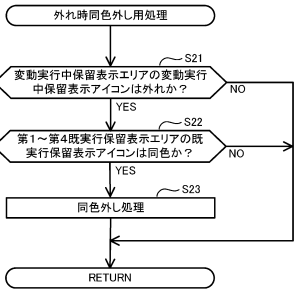 外れ時同色外し用処理
S21
変動実行中保留表示エリアの変動実行
中保留表示アイコンは外れか？
NO
YES
S22
第１～第４既実行保留表示エリアの既
実行保留表示アイコンは同色か？
NO
YES
S23
同色外し処理
RETURN